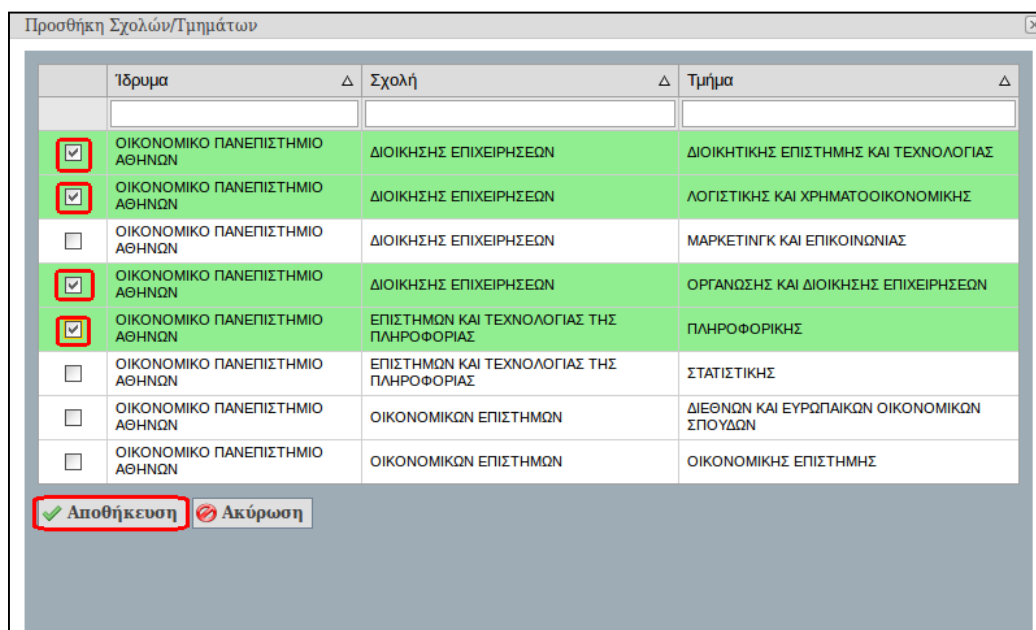 Προσθήκη Σχολών/Τμημάτων
Ίδρυμα Σχολή Τμήμα
ΟΙΚΟΝΟΜΙΚΟ ΠΑΝΕΠΙΣΤΗΜΙΟ
ΑΘΗΝΩΝ
ΔΙΟΙΚΗΣΗΣ ΕΠΙΧΕΙΡΗΣΕΩΝ
ΔΙΟΙΚΗΤΙΚΗΣ ΕΠΙΣΤΗΜΗΣ ΚΑΙ ΤΕΧΝΟΛΟΓΙΑΣ
ΟΙΚΟΝΟΜΙΚΟ ΠΑΝΕΠΙΣΤΗΜΙΟ
ΑΘΗΝΩΝ
ΔΙΟΙΚΗΣΗΣ ΕΠΙΧΕΙΡΗΣΕΩΝ
ΛΟΓΙΣΤΙΚΗΣ ΚΑΙ ΧΡΗΜΑΤΟΟΙΚΟΝΟΜΙΚΗΣ
ΟΙΚΟΝΟΜΙΚΟ ΠΑΝΕΠΙΣΤΗΜΙΟ
ΑΘΗΝΩΝ
ΔΙΟΙΚΗΣΗΣ ΕΠΙΧΕΙΡΗΣΕΩΝ
ΜΑΡΚΕΤΙΝΓΚ ΚΑΙ ΕΠΙΚΟΙΝΩΝΙΑΣ
ΟΙΚΟΝΟΜΙΚΟ ΠΑΝΕΠΙΣΤΗΜΙΟ
ΑΘΗΝΩΝ
ΔΙΟΙΚΗΣΗΣ ΕΠΙΧΕΙΡΗΣΕΩΝ
ΟΡΓΑΝΩΣΗΣ ΚΑΙ ΔΙΟΙΚΗΣΗΣ ΕΠΙΧΕΙΡΗΣΕΩΝ
ΟΙΚΟΝΟΜΙΚΟ ΠΑΝΕΠΙΣΤΗΜΙΟ
ΑΘΗΝΩΝ
ΕΠΙΣΤΗΜΩΝ ΚΑΙ ΤΕΧΝΟΛΟΓΙΑΣ ΤΗΣ
ΠΛΗΡΟΦΟΡΙΑΣ
ΠΛΗΡΟΦΟΡΙΚΗΣ
ΟΙΚΟΝΟΜΙΚΟ ΠΑΝΕΠΙΣΤΗΜΙΟ
ΑΘΗΝΩΝ
ΕΠΙΣΤΗΜΩΝ ΚΑΙ ΤΕΧΝΟΛΟΓΙΑΣ ΤΗΣ
ΠΛΗΡΟΦΟΡΙΑΣ
ΣΤΑΤΙΣΤΙΚΗΣ
ΟΙΚΟΝΟΜΙΚΟ ΠΑΝΕΠΙΣΤΗΜΙΟ
ΑΘΗΝΩΝ
ΟΙΚΟΝΟΜΙΚΩΝ ΕΠΙΣΤΗΜΩΝ
ΔΙΕΘΝΩΝ ΚΑΙ ΕΥΡΩΠΑΙΚΩΝ ΟΙΚΟΝΟΜΙΚΩΝ
ΣΠΟΥΔΩΝ
ΟΙΚΟΝΟΜΙΚΟ ΠΑΝΕΠΙΣΤΗΜΙΟ
ΑΘΗΝΩΝ
ΟΙΚΟΝΟΜΙΚΩΝ ΕΠΙΣΤΗΜΩΝ
ΟΙΚΟΝΟΜΙΚΗΣ ΕΠΙΣΤΗΜΗΣ
Αποθήκευση Ακύρωση